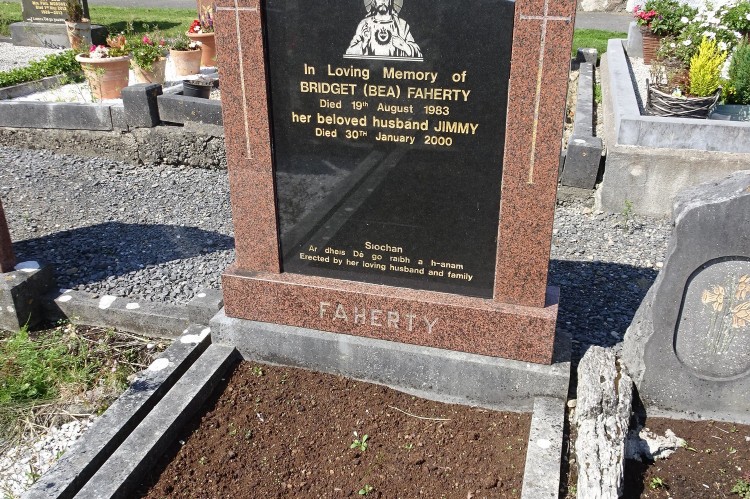 In Loving Memory of
BRIDGET (BEA) FAHERTY
Died 19th August 1983
her beloved husband JIMMY
Died 30TH January 2000
Síochan
Ar dheis Dé go raibh a h-anam
Erected by her loving husband and family
FAHERTY